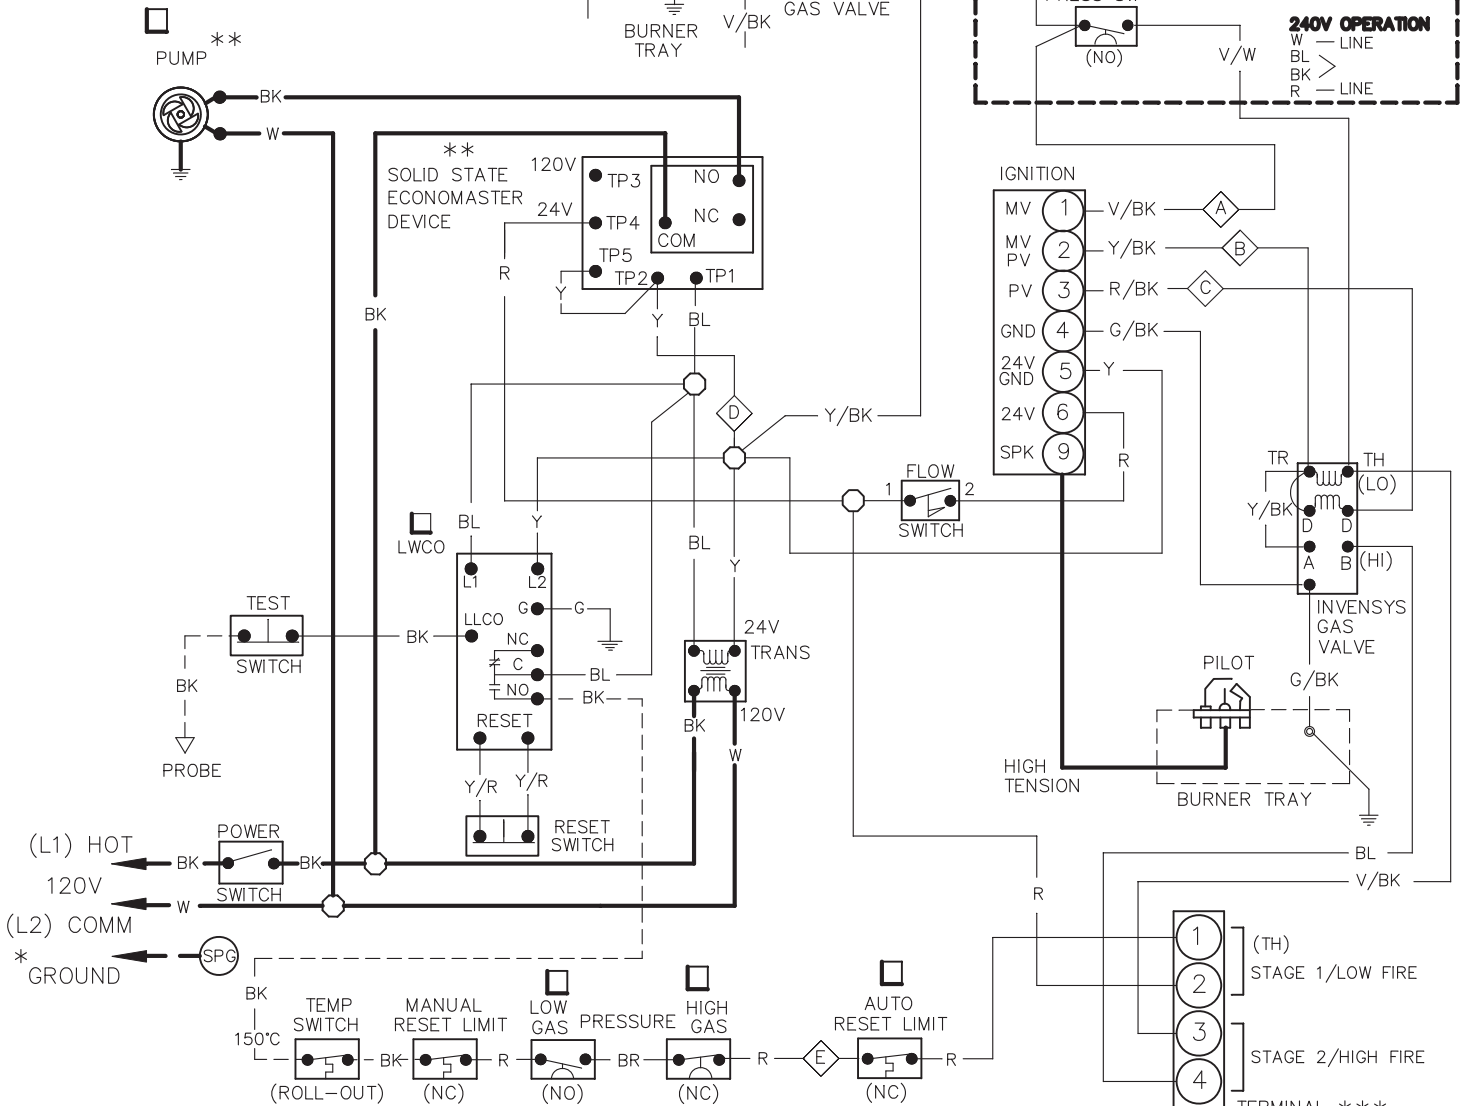 GAS VALVE
BURNER
TRAY
V/BK
240V OPERATION
W — LINE
BL
BK
R — LINE
(NO)
V/W
**
PUMP
BK
W
**
SOLID STATE
ECONOMASTER
DEVICE
120V
TP3
NO
24V
TP4
NC
COM
TP5
TP2
TP1
R
Y
Y
BL
BK
IGNITION
MV
1
V/BK
A
MV
PV
2
Y/BK
B
PV
3
R/BK
C
GND
4
G/BK
24V
GND
5
Y
24V
6
SPK
9
R
D
Y/BK
FLOW
1
2
SWITCH
TR
TH
(LO)
Y/BK
D
D
A
B
(HI)
INVENSYS
GAS
VALVE
BL
Y
LWCO
L1
L2
G
G
LLCO
NC
C
BL
NO
BK
RESET
Y/R
Y/R
RESET
SWITCH
BL
Y
24V
TRANS
120V
BK
W
TEST
SWITCH
BK
BK
PROBE
PILOT
G/BK
HIGH
TENSION
BURNER TRAY
(L1) HOT
BK
POWER
SWITCH
BK
120V
W
(L2) COMM
*
GROUND
SPG
BL
V/BK
R
1
(TH)
2
STAGE 1/LOW FIRE
3
STAGE 2/HIGH FIRE
4
TERMINAL ***
BK
150°C
TEMP
SWITCH
(ROLL-OUT)
BK
MANUAL
RESET LIMIT
(NC)
R
LOW
GAS
PRESSURE
HIGH
GAS
(NO)
BR
(NC)
R
E
AUTO
RESET LIMIT
(NC)
R